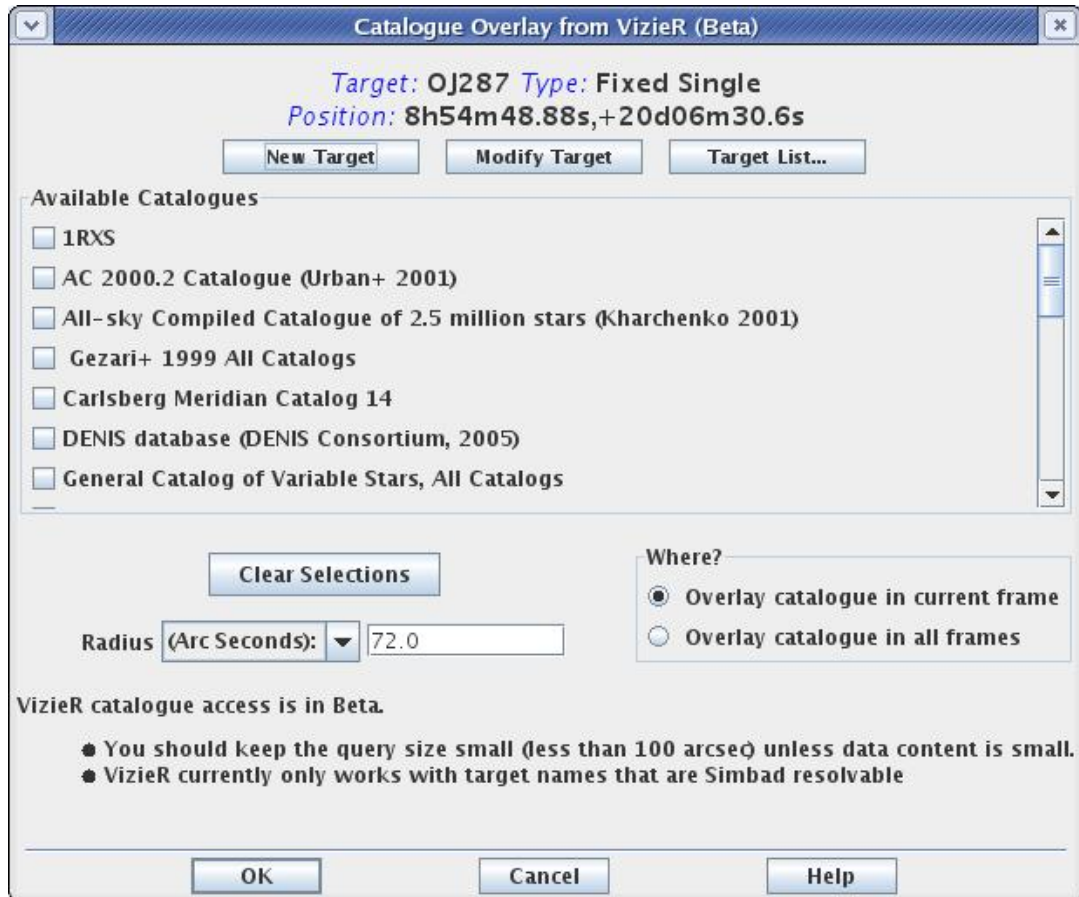 Catalogue Overlay from VizieR (Beta)
Target: OJ287 Type: Fixed Single
Position: 8h54m48.88s,+20d06m30.6s
New Target Modify Target Target List...
Available Catalogues
1RXS
AC 2000.2 Catalogue (Urban+ 2001)
All-sky Compiled Catalogue of 2.5 million stars (Kharchenko 2001)
Gezari+ 1999 All Catalogs
Carlsberg Meridian Catalog 14
DENIS database (DENIS Consortium, 2005)
General Catalog of Variable Stars, All Catalogs
Clear Selections
Radius (Arc Seconds): 72.0
Where?
Overlay catalogue in current frame
Overlay catalogue in all frames
VizieR catalogue access is in Beta.
● You should keep the query size small (less than 100 arcsec) unless data content is small.
● VizieR currently only works with target names that are Simbad resolvable
OK Cancel Help